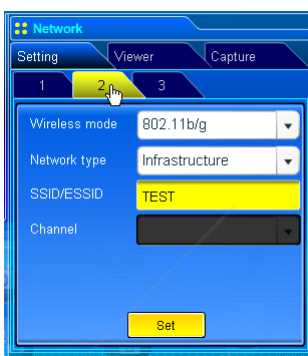 Network
Setting Viewer Capture
1 2 3
Wireless mode 802.11b/g
Network type Infrastructure
SSID/ESSID TEST
Channel
Set